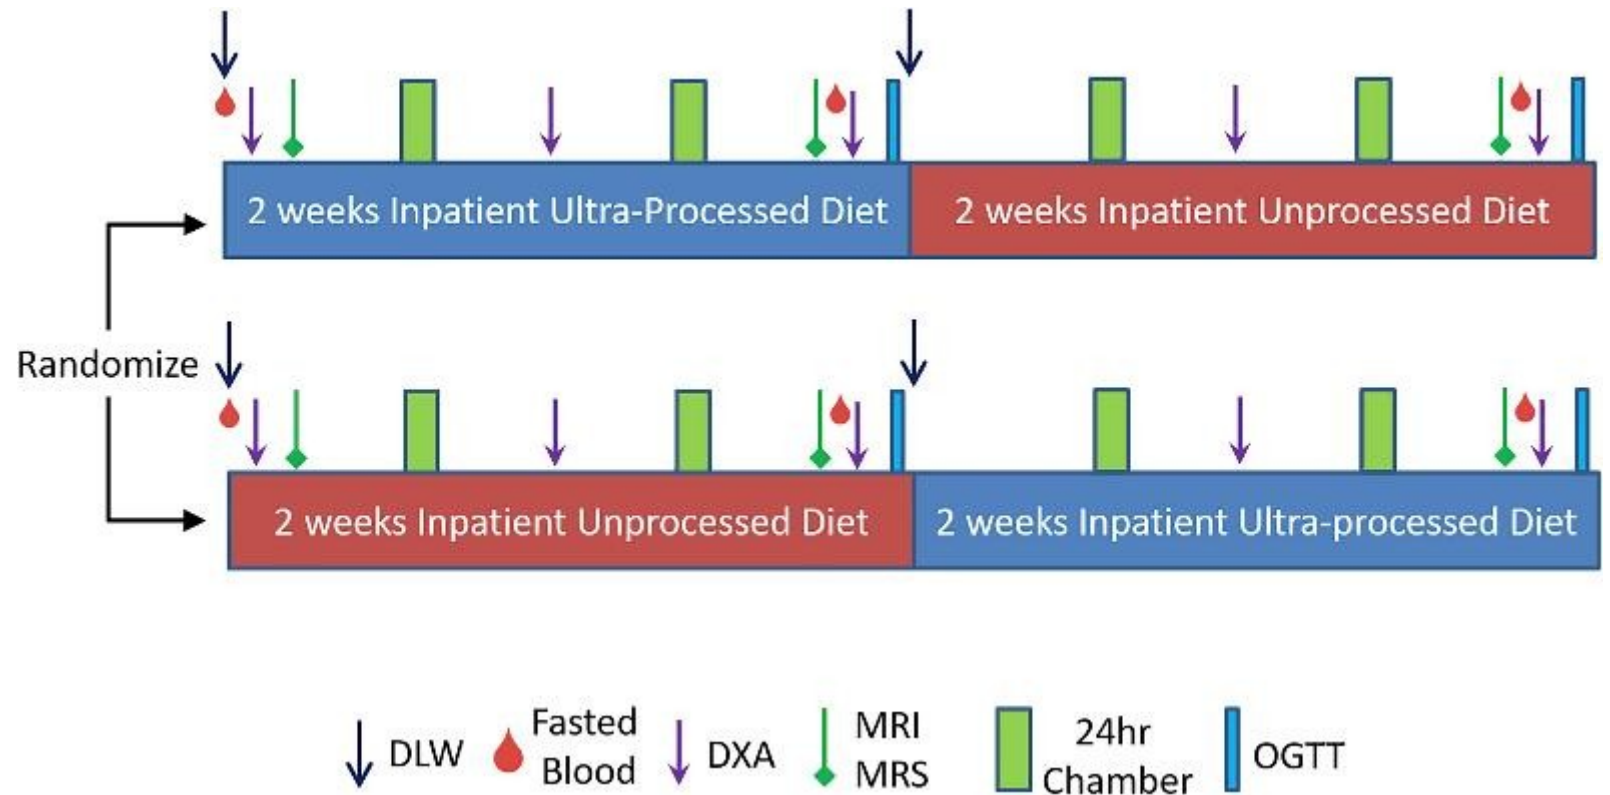 2 weeks Inpatient Ultra-Processed Diet
2 weeks Inpatient Unprocessed Diet
Randomize
2 weeks Inpatient Unprocessed Diet
2 weeks Inpatient Ultra-processed Diet
DLW
Fasted
Blood
DXA
MRI
MRS
24hr
Chamber
OGTT